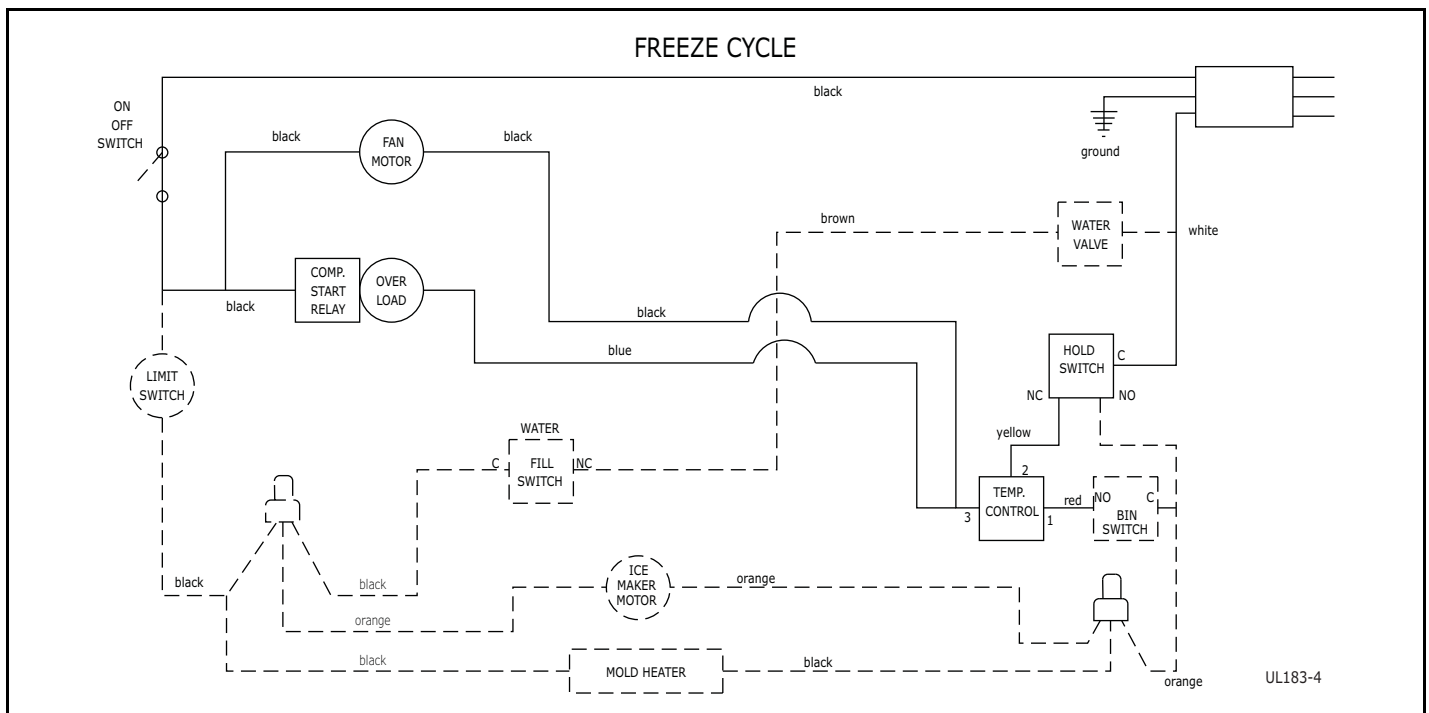 FREEZE CYCLE
black
ON
OFF
SWITCH
black
FAN
MOTOR
black
ground
brown
WATER
VALVE
white
COMP.
START
RELAY
OVER
LOAD
black
black
blue
HOLD
SWITCH
C
NC
NO
LIMIT
SWITCH
yellow
WATER
C
FILL
SWITCH
NC
2
TEMP.
CONTROL
3
1
red
NO
C
BIN
SWITCH
black
black
ICE
MAKER
MOTOR
orange
orange
black
MOLD HEATER
black
orange
UL183-4